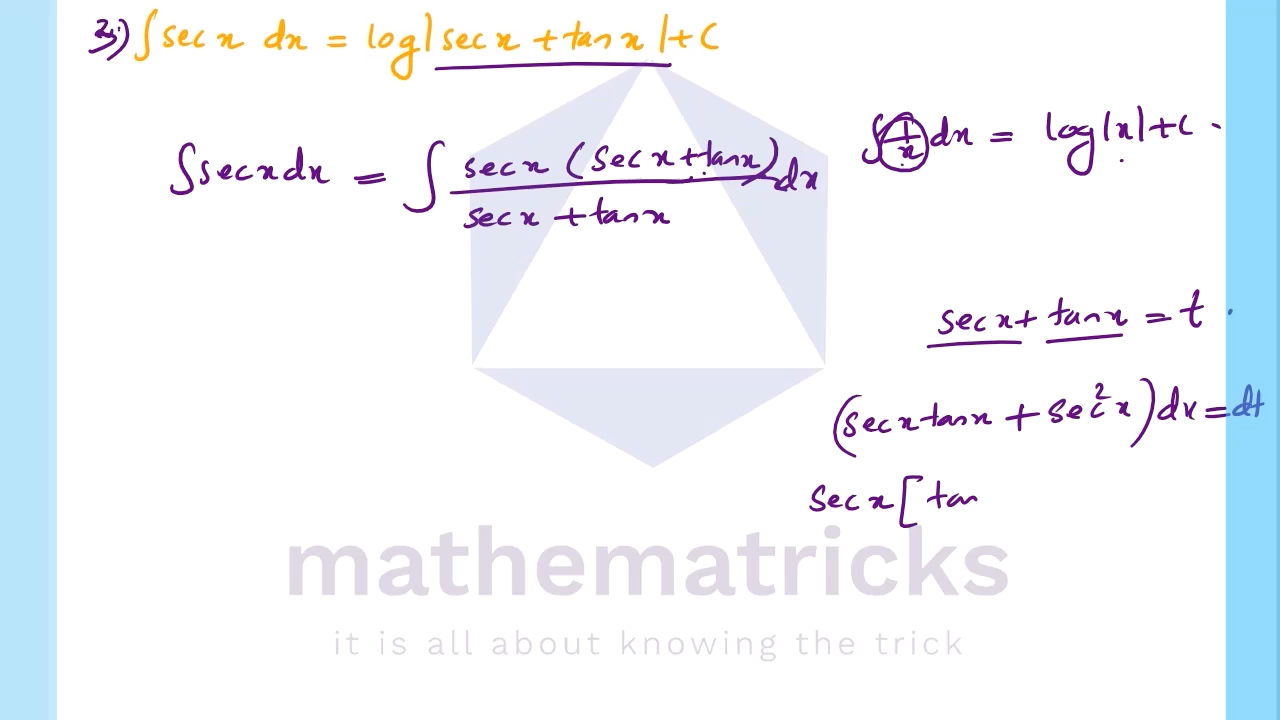 3) ∫ sec x dx = log|sec x + tan x| + C
∫ sec x dx = ∫ sec x (sec x + tan x) / sec x + tan x dx
∫ 1/x dx = log|x| + C .
sec x + tan x = t .
(sec x tan x + sec² x) dx = dt
sec x [ tan
mathematricks
it is all about knowing the trick